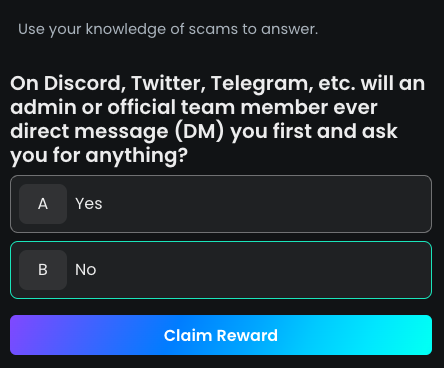 Use your knowledge of scams to answer.
On Discord, Twitter, Telegram, etc. will an
admin or official team member ever
direct message (DM) you first and ask
you for anything?
A Yes
B No
Claim Reward